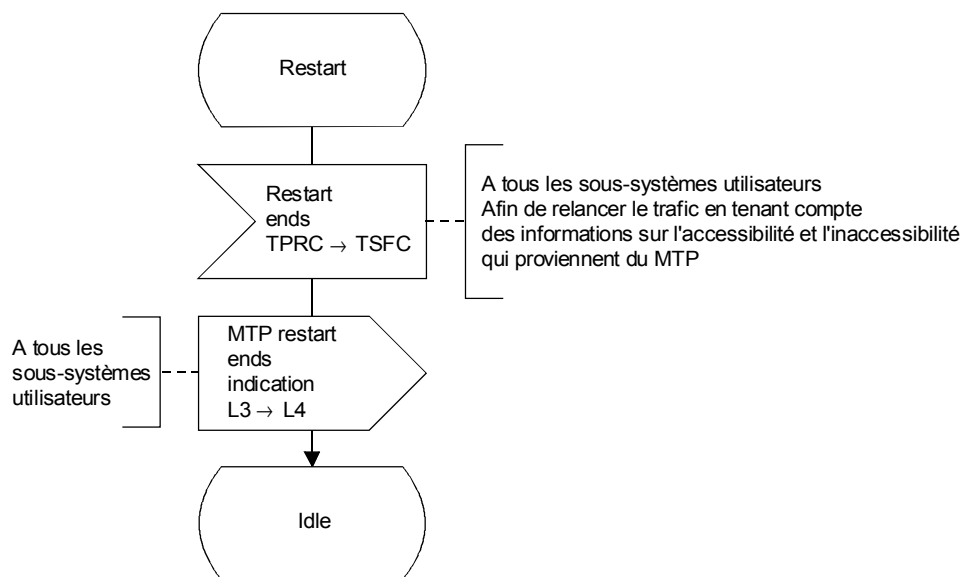 Restart
Restart
ends
TPRC → TSFC
A tous les sous-systèmes utilisateurs
Afin de relancer le trafic en tenant compte
des informations sur l'accessibilité et l'inaccessibilité
qui proviennent du MTP
MTP restart
ends
indication
L3 → L4
A tous les
sous-systèmes
utilisateurs
Idle